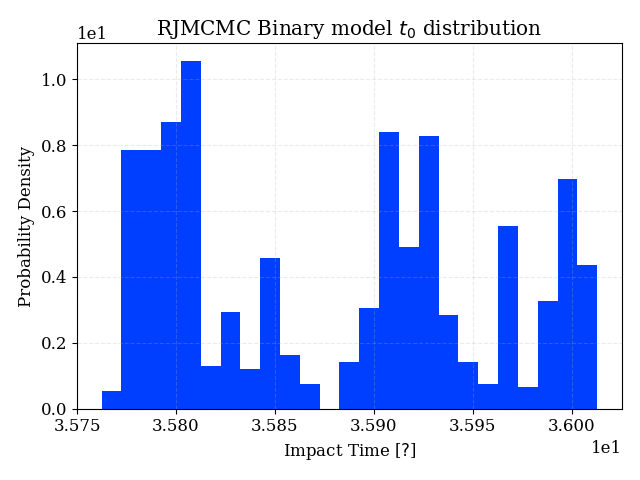 RJMCMC Binary model $t_0$ distribution
1e1
1.0
0.8
0.6
0.4
0.2
0.0
Probability Density
3.575 3.580 3.585 3.590 3.595 3.600
1e1
Impact Time [?]